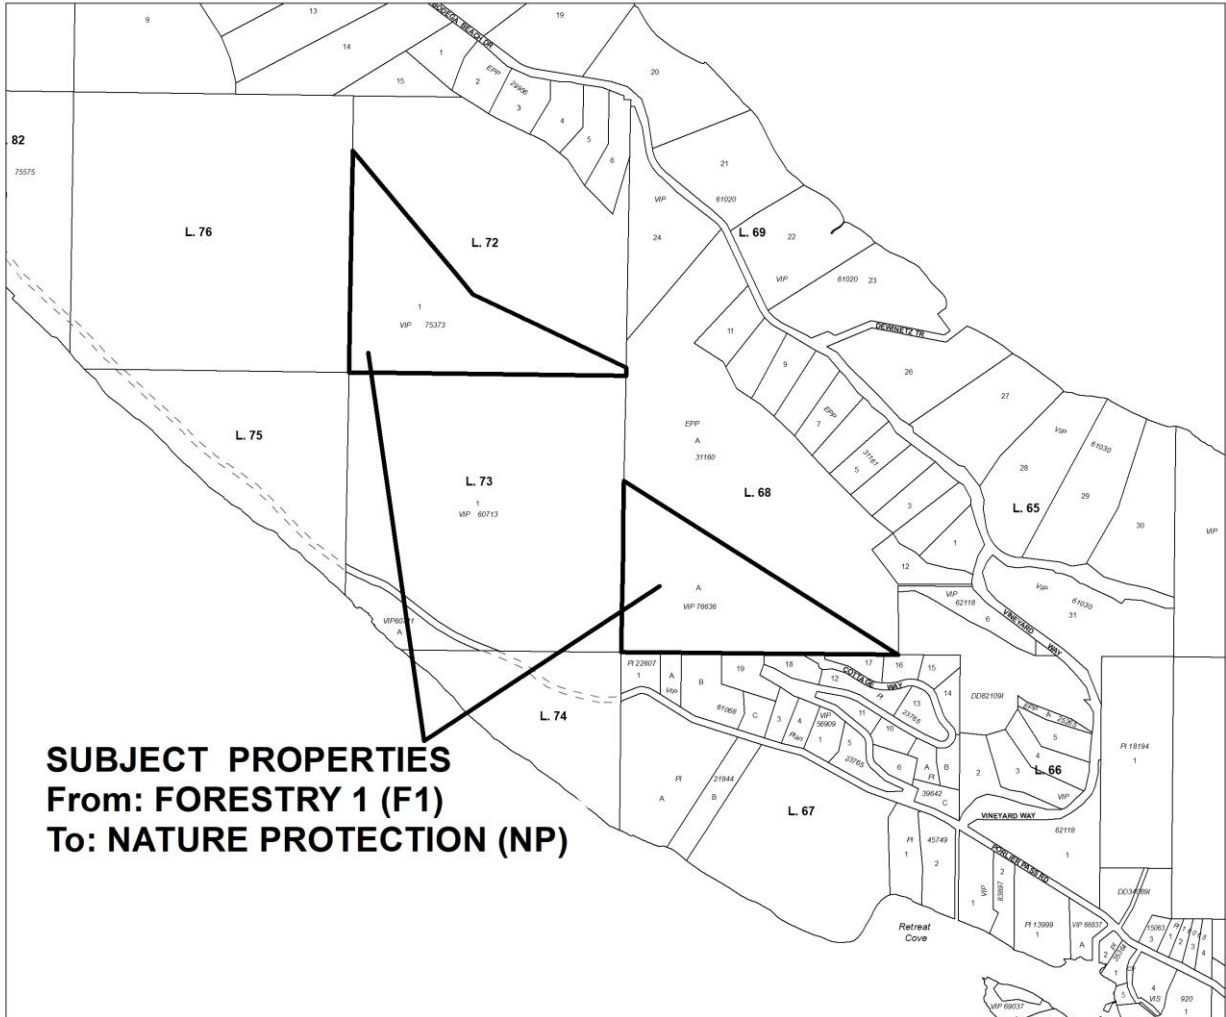 9
13
19
BODEGA BEACH DR
14
1
20
15
EPP
2
29956
3
4
5
6
. 82
75575
21
VIP
61020
L. 76
L. 72
24
L. 69
22
VIP
61020
23
1
VIP 75373
11
DEWINETZ TR
9
26
27
EPP
A
31160
EPP
7
L. 75
VIP
61030
31161
5
28
L. 73
1
VIP 60713
L. 68
29
3
L. 65
30
VIP
1
12
A
VIP 76636
VIP
62118
6
VIP
61030
31
VINEYARD WAY
A
PI 22607
1
A
VIP
B
19
18
17
16
15
12
COTTAGE WAY
14
PI
13
23765
DD82109I
EPP A
61068
C
3
4
Plan
VIP
56909
1
11
10
5
23765
5
4
L. 74
SUBJECT PROPERTIES
From: FORESTRY 1 (F1)
To: NATURE PROTECTION (NP)
PI
A
21944
B
6
A
PI
B
39642
C
2
3
L. 66
VIP
PI 18194
1
L. 67
VINEYARD WAY
62118
1
PI
1
45749
2
PORLIER PASS RD
2
1
VIP
83897
PI 13999
1
VIP 66837
A
Retreat
Cove
15063
3
1
2
3
4
2
PI
1
5
4
VIS
920
1
VIP 69037